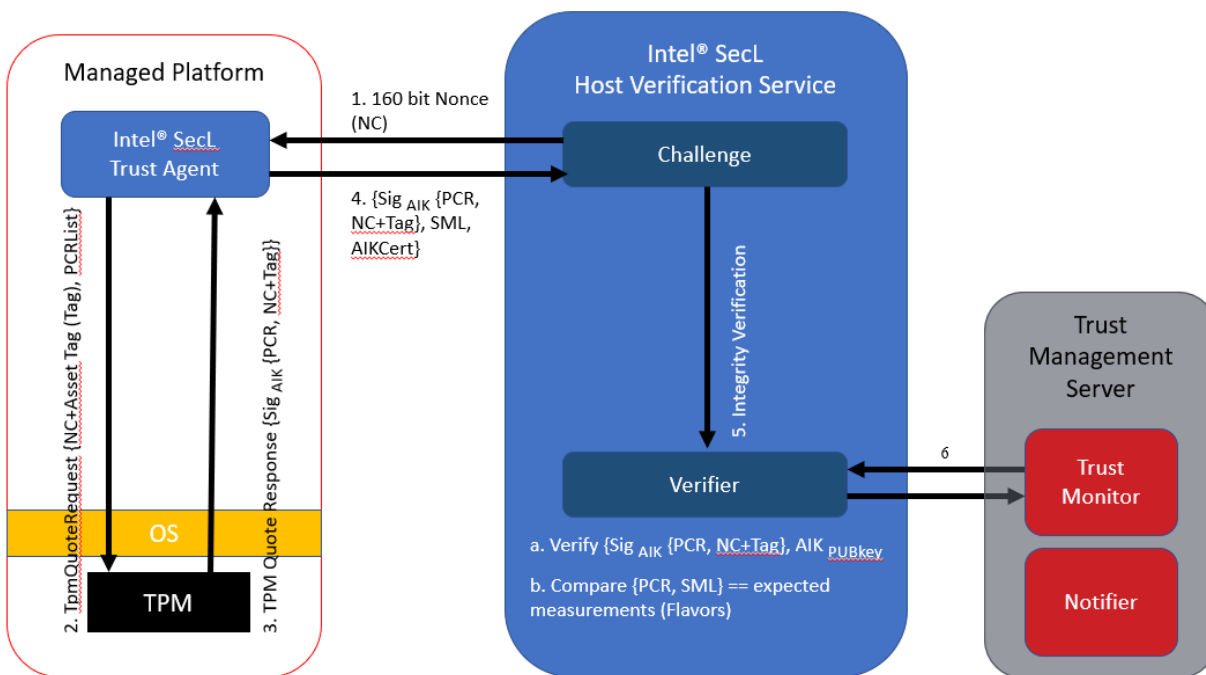 Managed Platform
Intel® SecL
Trust Agent
2. TpmQuoteRequest {NC+Asset Tag (Tag), PCRList}
3. TPM Quote Response {Sig AIK {PCR, NC+Tag}}
OS
TPM
1. 160 bit Nonce
(NC)
4. {Sig AIK {PCR,
NC+Tag}, SML,
AIKCert}
Intel® SecL
Host Verification Service
Challenge
5. Integrity Verification
Verifier
a. Verify {Sig AIK {PCR, NC+Tag}, AIK PUBkey
b. Compare {PCR, SML} == expected
measurements (Flavors)
6
Trust
Management
Server
Trust
Monitor
Notifier